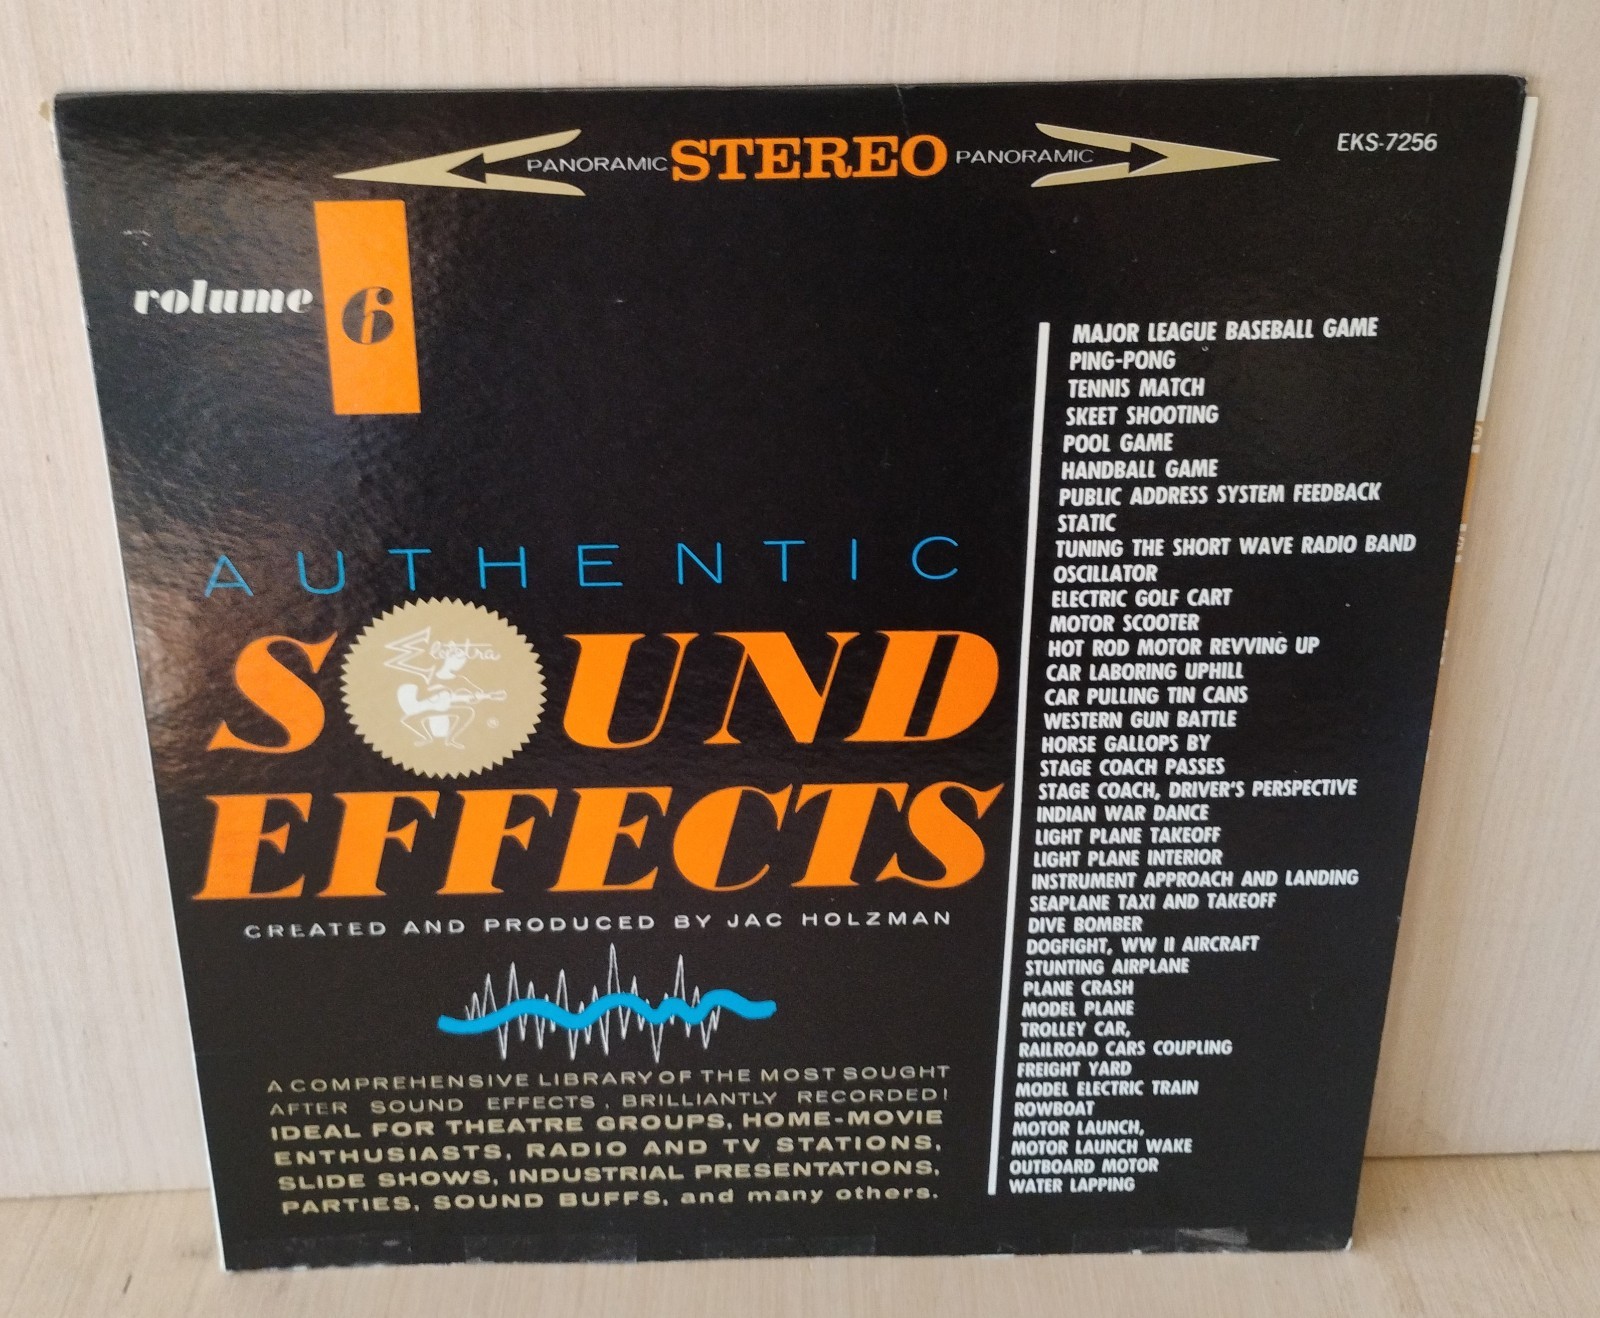 PANORAMIC STEREO PANORAMIC
EKS-7256
volume 6
AUTHENTIC
SOUND
Elektra
EFFECTS
CREATED AND PRODUCED BY JAC HOLZMAN
A COMPREHENSIVE LIBRARY OF THE MOST SOUGHT
AFTER SOUND EFFECTS, BRILLIANTLY RECORDED!
IDEAL FOR THEATRE GROUPS, HOME-MOVIE
ENTHUSIASTS, RADIO AND TV STATIONS,
SLIDE SHOWS, INDUSTRIAL PRESENTATIONS,
PARTIES, SOUND BUFFS, and many others.
MAJOR LEAGUE BASEBALL GAME
PING-PONG
TENNIS MATCH
SKEET SHOOTING
POOL GAME
HANDBALL GAME
PUBLIC ADDRESS SYSTEM FEEDBACK
STATIC
TUNING THE SHORT WAVE RADIO BAND
OSCILLATOR
ELECTRIC GOLF CART
MOTOR SCOOTER
HOT ROD MOTOR REVVING UP
CAR LABORING UPHILL
CAR PULLING TIN CANS
WESTERN GUN BATTLE
HORSE GALLOPS BY
STAGE COACH PASSES
STAGE COACH, DRIVER'S PERSPECTIVE
INDIAN WAR DANCE
LIGHT PLANE TAKEOFF
LIGHT PLANE INTERIOR
INSTRUMENT APPROACH AND LANDING
SEAPLANE TAXI AND TAKEOFF
DIVE BOMBER
DOGFIGHT, WW II AIRCRAFT
STUNTING AIRPLANE
PLANE CRASH
MODEL PLANE
TROLLEY CAR,
RAILROAD CARS COUPLING
FREIGHT YARD
MODEL ELECTRIC TRAIN
ROWBOAT
MOTOR LAUNCH,
MOTOR LAUNCH WAKE
OUTBOARD MOTOR
WATER LAPPING